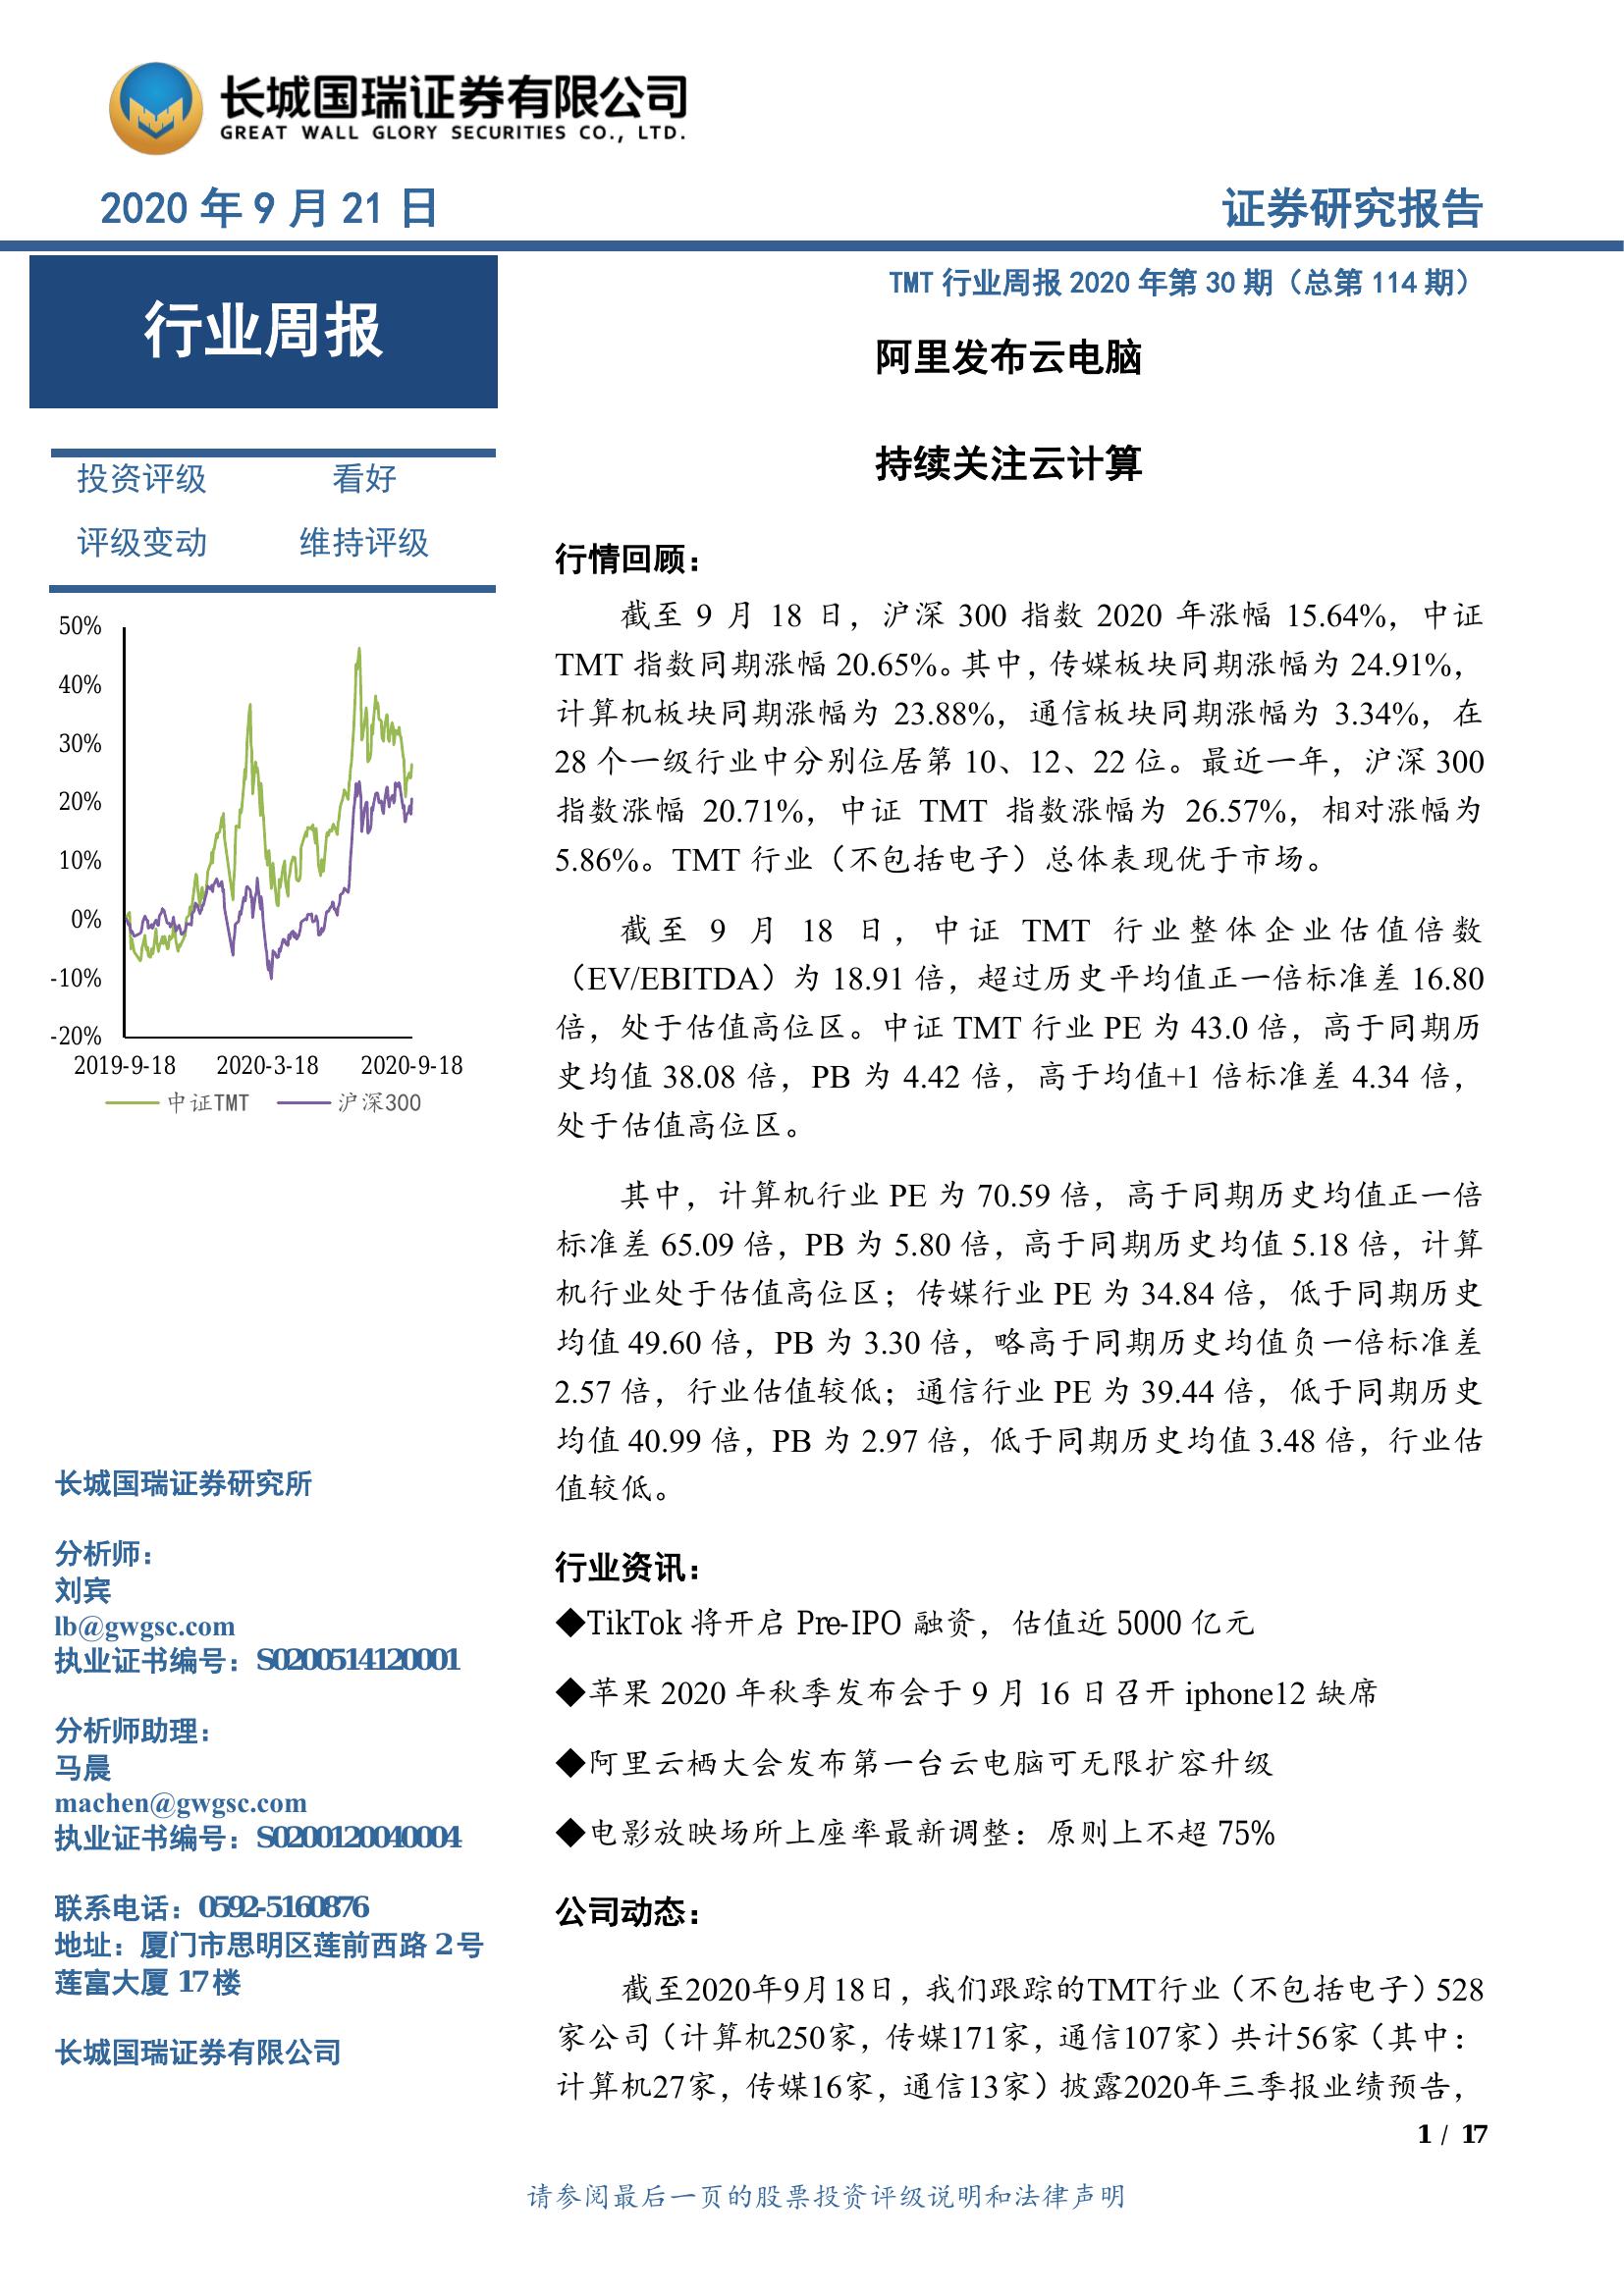 长城国瑞证券有限公司
GREAT WALL GLORY SECURITIES CO., LTD.
2020 年 9 月 21 日
证券研究报告
行业周报
投资评级 看好
评级变动 维持评级
50%
40%
30%
20%
10%
0%
-10%
-20%
2019-9-18 2020-3-18 2020-9-18
中证TMT 沪深300
长城国瑞证券研究所
分析师：
刘宾
lb@gwgsc.com
执业证书编号：S0200514120001
分析师助理：
马晨
machen@gwgsc.com
执业证书编号：S0200120040004
联系电话：0592-5160876
地址：厦门市思明区莲前西路 2 号
莲富大厦 17 楼
长城国瑞证券有限公司
TMT 行业周报 2020 年第 30 期（总第 114 期）
阿里发布云电脑
持续关注云计算
行情回顾：
截至 9 月 18 日，沪深 300 指数 2020 年涨幅 15.64%，中证
TMT 指数同期涨幅 20.65%。其中，传媒板块同期涨幅为 24.91%，
计算机板块同期涨幅为 23.88%，通信板块同期涨幅为 3.34%，在
28 个一级行业中分别位居第 10、12、22 位。最近一年，沪深 300
指数涨幅 20.71%，中证 TMT 指数涨幅为 26.57%，相对涨幅为
5.86%。TMT 行业（不包括电子）总体表现优于市场。
截至 9 月 18 日，中证 TMT 行业整体企业估值倍数
（EV/EBITDA）为 18.91 倍，超过历史平均值正一倍标准差 16.80
倍，处于估值高位区。中证 TMT 行业 PE 为 43.0 倍，高于同期历
史均值 38.08 倍，PB 为 4.42 倍，高于均值+1 倍标准差 4.34 倍，
处于估值高位区。
其中，计算机行业 PE 为 70.59 倍，高于同期历史均值正一倍
标准差 65.09 倍，PB 为 5.80 倍，高于同期历史均值 5.18 倍，计算
机行业处于估值高位区；传媒行业 PE 为 34.84 倍，低于同期历史
均值 49.60 倍，PB 为 3.30 倍，略高于同期历史均值负一倍标准差
2.57 倍，行业估值较低；通信行业 PE 为 39.44 倍，低于同期历史
均值 40.99 倍，PB 为 2.97 倍，低于同期历史均值 3.48 倍，行业估
值较低。
行业资讯：
◆TikTok 将开启 Pre-IPO 融资，估值近 5000 亿元
◆苹果 2020 年秋季发布会于 9 月 16 日召开 iphone12 缺席
◆阿里云栖大会发布第一台云电脑可无限扩容升级
◆电影放映场所上座率最新调整：原则上不超 75%
公司动态：
截至2020年9月18日，我们跟踪的TMT行业（不包括电子）528
家公司（计算机250家，传媒171家，通信107家）共计56家（其中：
计算机27家，传媒16家，通信13家）披露2020年三季报业绩预告，
1 / 17
请参阅最后一页的股票投资评级说明和法律声明